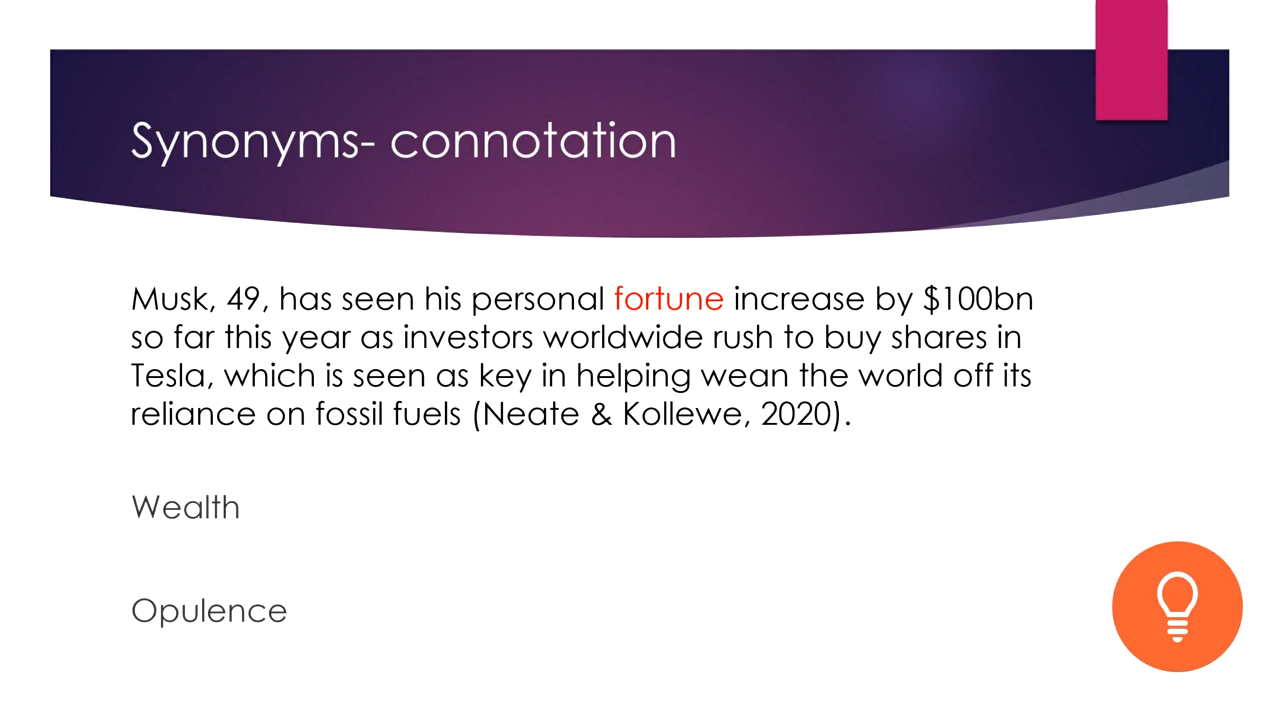 Synonyms- connotation
Musk, 49, has seen his personal fortune increase by $100bn
so far this year as investors worldwide rush to buy shares in
Tesla, which is seen as key in helping wean the world off its
reliance on fossil fuels (Neate & Kollewe, 2020).
Wealth
Opulence